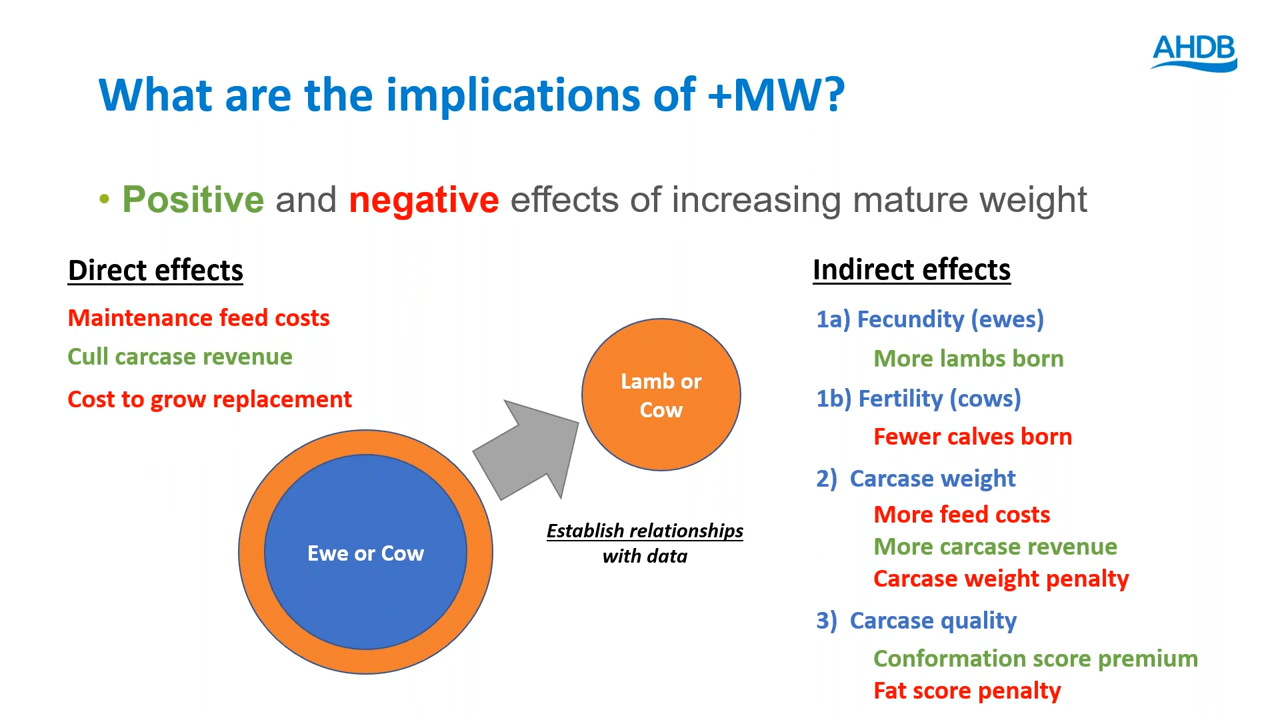 AHDB
What are the implications of +MW?
• Positive and negative effects of increasing mature weight
Direct effects
Maintenance feed costs
Cull carcase revenue
Cost to grow replacement
Ewe or Cow
Lamb or
Cow
Establish relationships
with data
Indirect effects
1a) Fecundity (ewes)
More lambs born
1b) Fertility (cows)
Fewer calves born
2) Carcase weight
More feed costs
More carcase revenue
Carcase weight penalty
3) Carcase quality
Conformation score premium
Fat score penalty